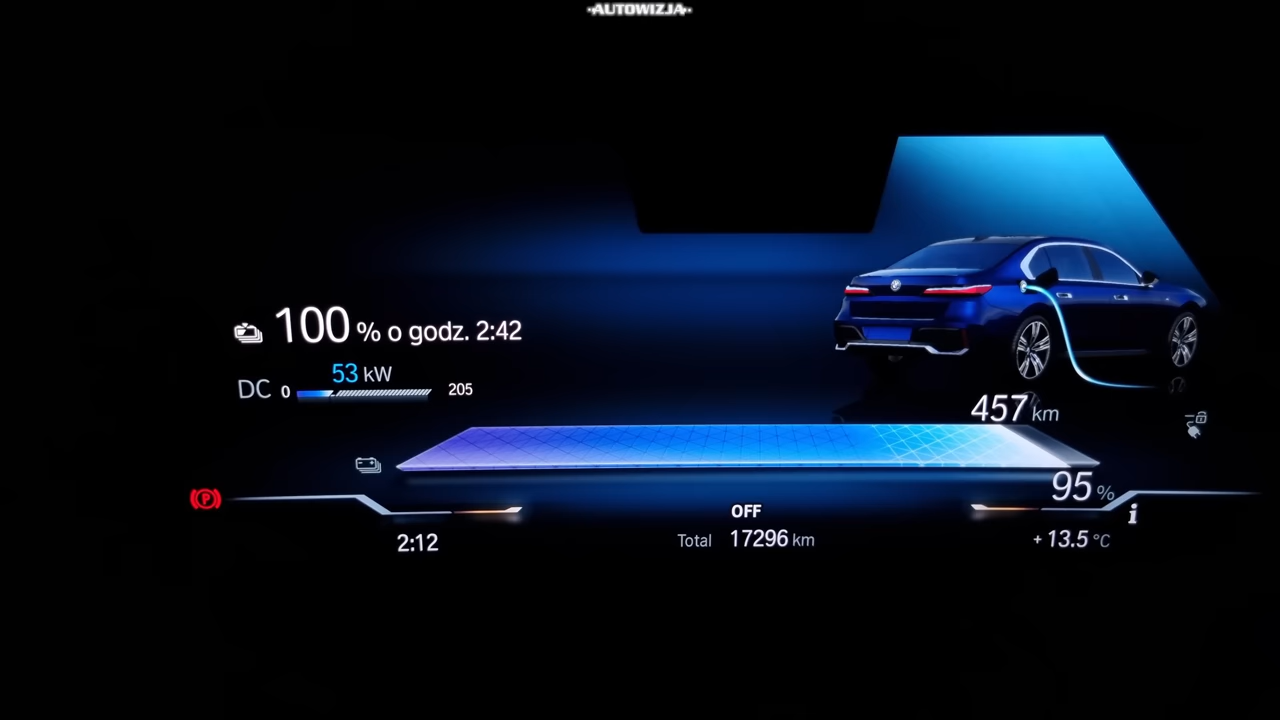 ·AUTOWIZJA·
100 % o godz. 2:42
53 kW
DC 0 205
457 km
95 %
P
OFF
i
2:12
Total 17296 km
+ 13.5 °C